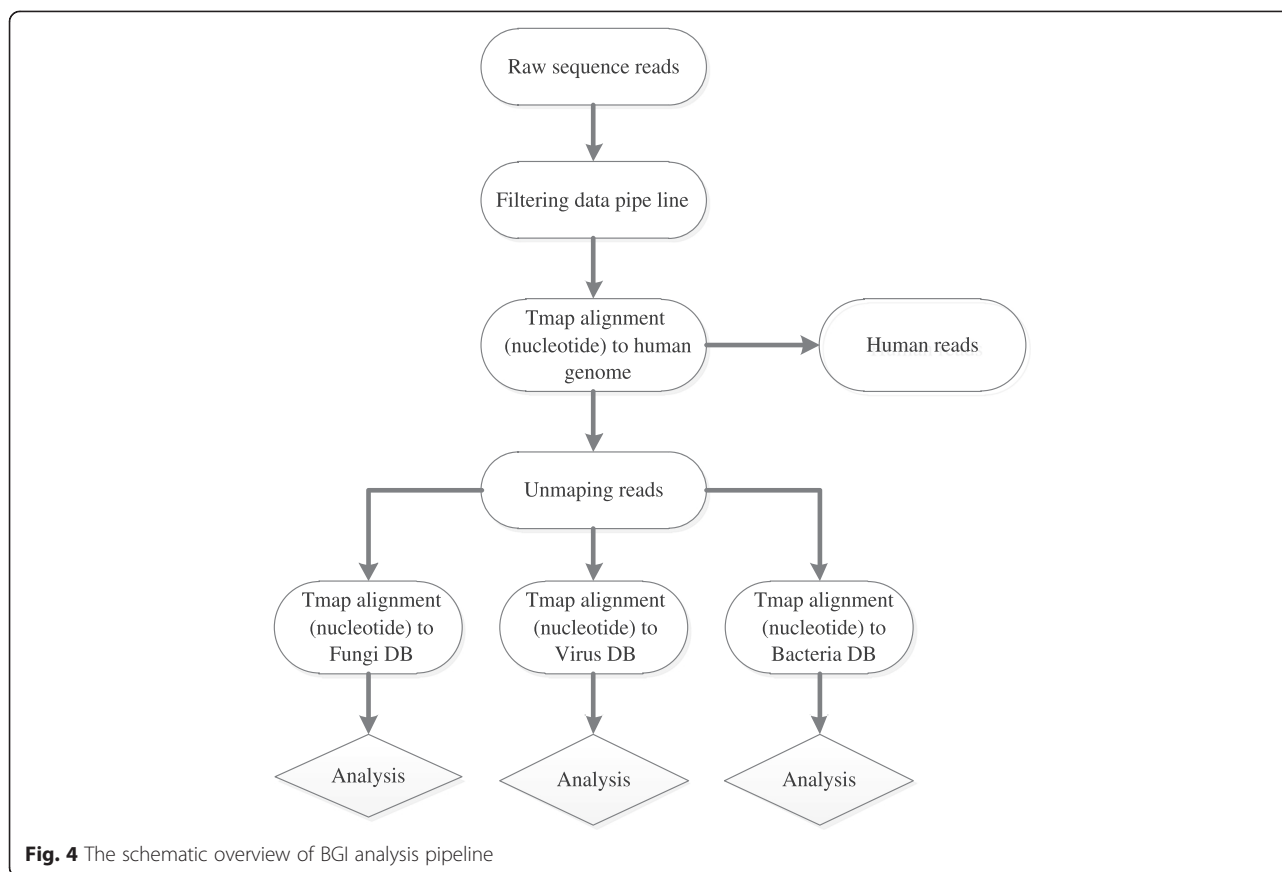 Raw sequence reads
Filtering data pipe line
Tmap alignment
(nucleotide) to human
genome
Human reads
Unmaping reads
Tmap alignment
(nucleotide) to
Fungi DB
Tmap alignment
(nucleotide) to
Virus DB
Tmap alignment
(nucleotide) to
Bacteria DB
Analysis
Analysis
Analysis
Fig. 4 The schematic overview of BGI analysis pipeline